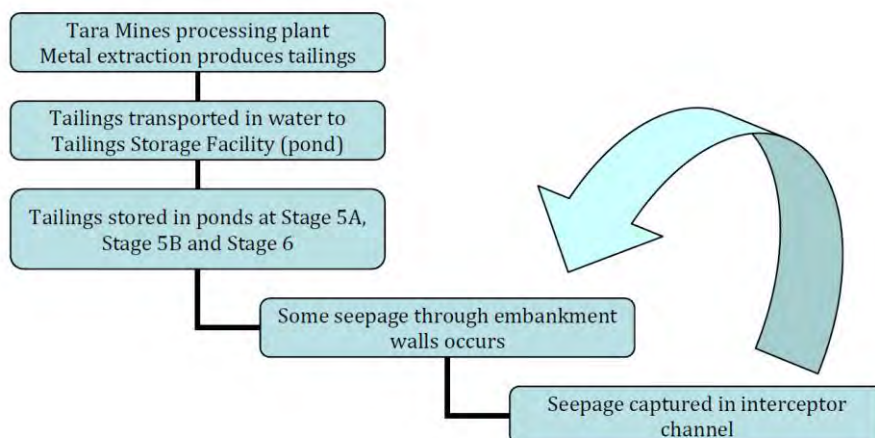 Tara Mines processing plant
Metal extraction produces tailings
Tailings transported in water to
Tailings Storage Facility (pond)
Tailings stored in ponds at Stage 5A,
Stage 5B and Stage 6
Some seepage through embankment
walls occurs
Seepage captured in interceptor
channel